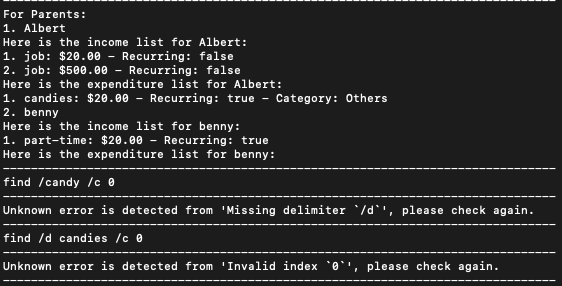 For Parents:
1. Albert
Here is the income list for Albert:
1. job: $20.00 – Recurring: false
2. job: $500.00 – Recurring: false
Here is the expenditure list for Albert:
1. candies: $20.00 – Recurring: true – Category: Others
2. benny
Here is the income list for benny:
1. part-time: $20.00 – Recurring: true
Here is the expenditure list for benny:
find /candy /c 0
Unknown error is detected from 'Missing delimiter `/d`', please check again.
find /d candies /c 0
Unknown error is detected from 'Invalid index `0`', please check again.